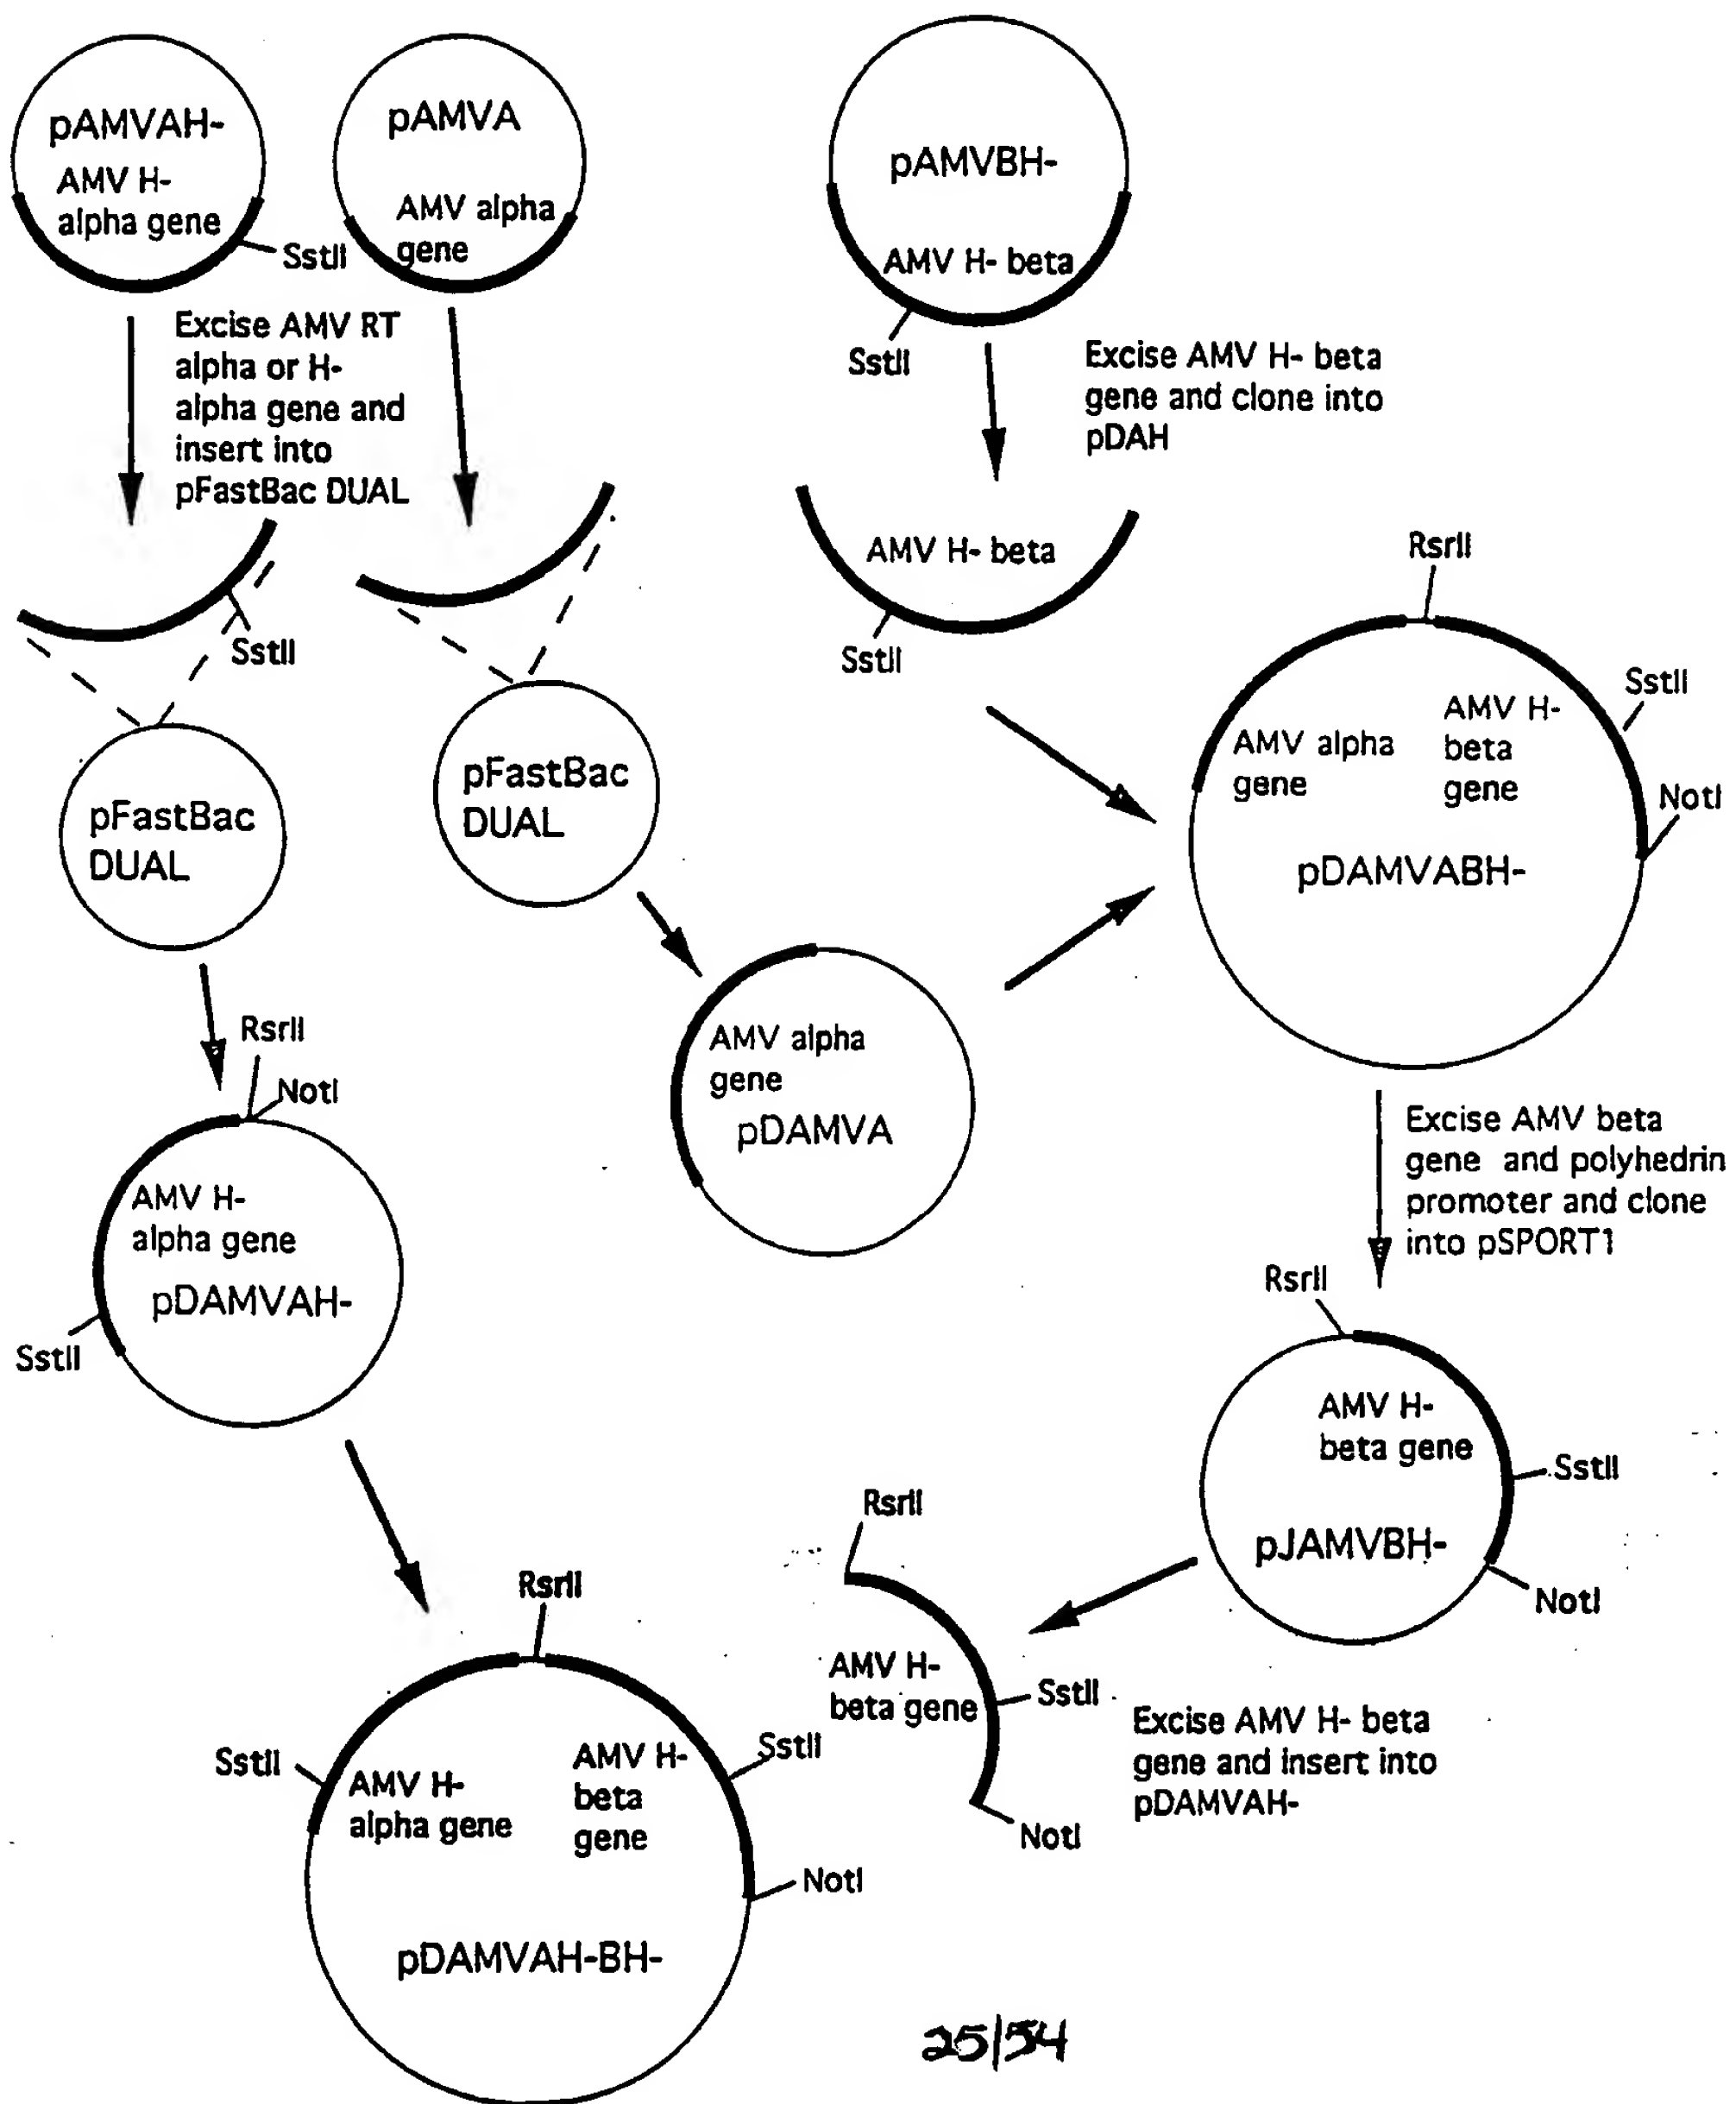 pAMVAH-
AMV H-
alpha gene
SstII
pAMVA
AMV alpha
gene
pAMVBH-
AMV H- beta
SstII
Excise AMV RT
alpha or H-
alpha gene and
insert into
pFastBac DUAL
Excise AMV H- beta
gene and clone into
pDAH
SstII
AMV H- beta
SstII
pFastBac
DUAL
pFastBac
DUAL
RsrII
SstII
NotI
AMV alpha
gene
AMV H-
beta
gene
pDAMVABH-
AMV alpha
gene
pDAMVA
RsrII
NotI
AMV H-
alpha gene
pDAMVAH-
SstII
Excise AMV beta
gene and polyhedrin
promoter and clone
into pSPORT1
RsrII
AMV H-
beta gene
SstII
pJAMVBH-
NotI
RsrII
AMV H-
beta gene
SstII
NotI
Excise AMV H- beta
gene and insert into
pDAMVAH-
RsrII
SstII
AMV H-
alpha gene
AMV H-
beta
gene
SstII
NotI
pDAMVAH-BH-
25/54